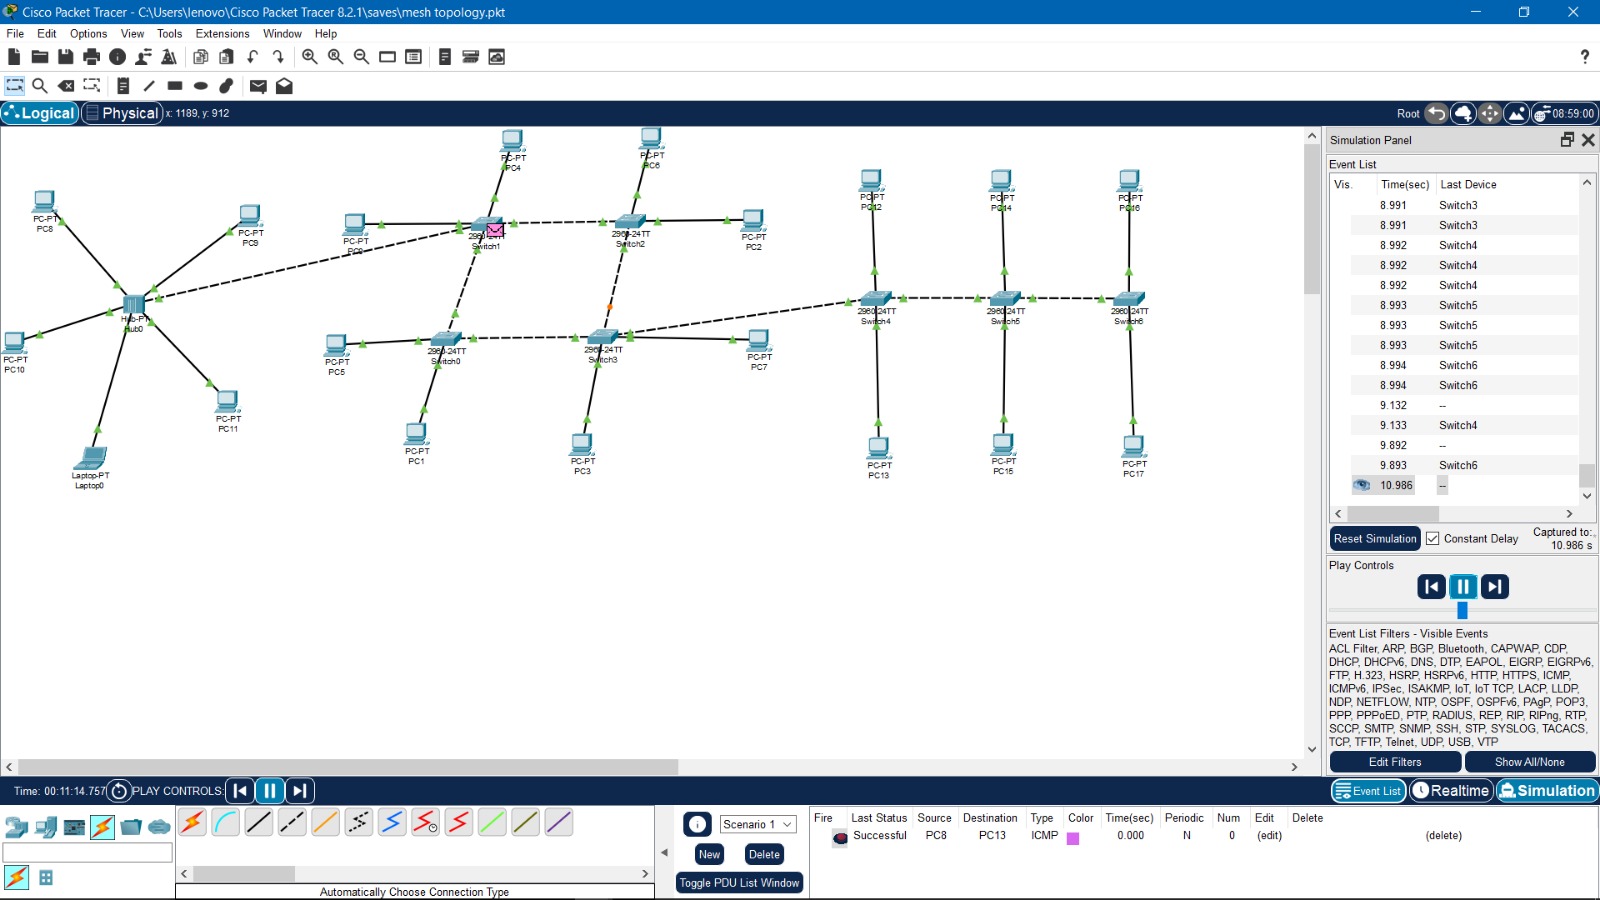 Cisco Packet Tracer - C:\Users\lenovo\Cisco Packet Tracer 8.2.1\saves\mesh topology.pkt
File Edit Options View Tools Extensions Window Help
Logical Physical x: 1189, y: 912
Root 08:59:00
PC-PT
PC4
PC-PT
PC6
PC-PT
PC8
PC-PT
PC9
PC-PT
PC0
2960-24TT
Switch1
2960-24TT
Switch2
PC-PT
PC2
PC-PT
PC12
PC-PT
PC14
PC-PT
PC16
Hub-PT
Hub0
PC-PT
PC10
PC-PT
PC5
2960-24TT
Switch0
2960-24TT
Switch3
PC-PT
PC7
2960-24TT
Switch4
2960-24TT
Switch5
2960-24TT
Switch6
PC-PT
PC11
Laptop-PT
Laptop0
PC-PT
PC1
PC-PT
PC3
PC-PT
PC13
PC-PT
PC15
PC-PT
PC17
Simulation Panel
Event List
Vis. Time(sec) Last Device
8.991 Switch3
8.991 Switch3
8.992 Switch4
8.992 Switch4
8.992 Switch4
8.993 Switch5
8.993 Switch5
8.993 Switch5
8.994 Switch6
8.994 Switch6
9.132 --
9.133 Switch4
9.892 --
9.893 Switch6
10.986 --
Reset Simulation Constant Delay Captured to:
10.986 s
Play Controls
Event List Filters - Visible Events
ACL Filter, ARP, BGP, Bluetooth, CAPWAP, CDP,
DHCP, DHCPv6, DNS, DTP, EAPOL, EIGRP, EIGRPv6,
FTP, H.323, HSRP, HSRPv6, HTTP, HTTPS, ICMP,
ICMPv6, IPSec, ISAKMP, IoT, IoT TCP, LACP, LLDP,
NDP, NETFLOW, NTP, OSPF, OSPFv6, PAgP, POP3,
PPP, PPPoED, PTP, RADIUS, REP, RIP, RIPng, RTP,
SCCP, SMTP, SNMP, SSH, STP, SYSLOG, TACACS,
TCP, TFTP, Telnet, UDP, USB, VTP
Edit Filters Show All/None
Time: 00:11:14.757 PLAY CONTROLS:
Event List Realtime Simulation
Scenario 1
New Delete
Toggle PDU List Window
Automatically Choose Connection Type
Fire Last Status Source Destination Type Color Time(sec) Periodic Num Edit Delete
Successful PC8 PC13 ICMP 0.000 N 0 (edit) (delete)